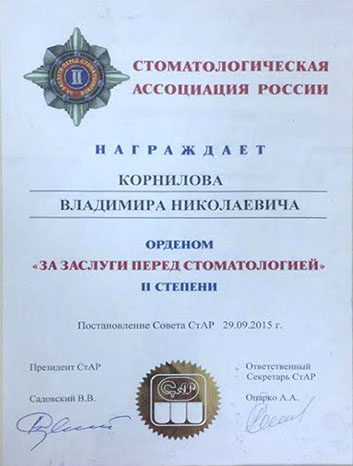 ЗА ЗАСЛУГИ ПЕРЕД СТОМАТОЛОГИЕЙ
II
СТОМАТОЛОГИЧЕСКАЯ
АССОЦИАЦИЯ РОССИИ
НАГРАЖДАЕТ
КОРНИЛОВА
ВЛАДИМИРА НИКОЛАЕВИЧА
ОРДЕНОМ
«ЗА ЗАСЛУГИ ПЕРЕД СТОМАТОЛОГИЕЙ»
II СТЕПЕНИ
Постановление Совета СтАР 29.09.2015 г.
Президент СтАР
Садовский В.В.
СтАР
Ответственный
Секретарь СтАР
Опарко А.А.